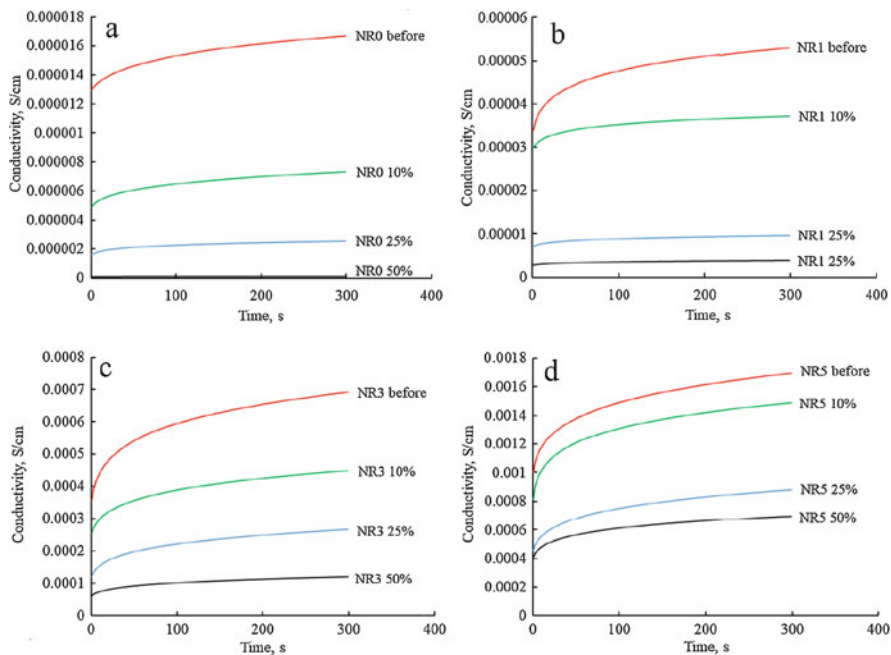 a
Conductivity, S/cm
0.000018
0.000016
0.000014
0.000012
0.00001
0.000008
0.000006
0.000004
0.000002
0
NR0 before
NR0 10%
NR0 25%
NR0 50%
0 100 200 300 400
Time, s
b
Conductivity, S/cm
0.00006
0.00005
0.00004
0.00003
0.00002
0.00001
0
NR1 before
NR1 10%
NR1 25%
NR1 25%
0 100 200 300 400
Time, s
c
Conductivity, S/cm
0.0008
0.0007
0.0006
0.0005
0.0004
0.0003
0.0002
0.0001
0
NR3 before
NR3 10%
NR3 25%
NR3 50%
0 100 200 300 400
Time, s
d
Conductivity, S/cm
0.0018
0.0016
0.0014
0.0012
0.001
0.0008
0.0006
0.0004
0.0002
0
NR5 before
NR5 10%
NR5 25%
NR5 50%
0 100 200 300 400
Time, s